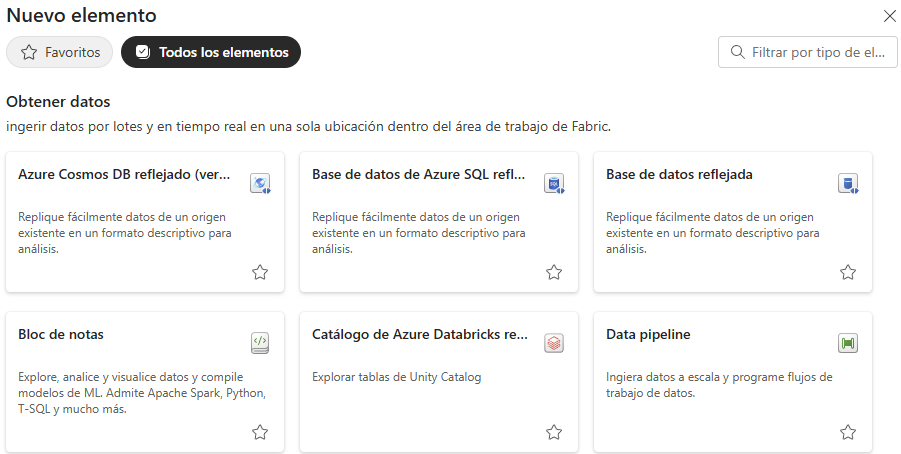 Nuevo elemento
Favoritos
Todos los elementos
Filtrar por tipo de el...
Obtener datos
ingerir datos por lotes y en tiempo real en una sola ubicación dentro del área de trabajo de Fabric.
Azure Cosmos DB reflejado (ver...
Replique fácilmente datos de un origen
existente en un formato descriptivo para
análisis.
Base de datos de Azure SQL refl...
Replique fácilmente datos de un origen
existente en un formato descriptivo para
análisis.
Base de datos reflejada
Replique fácilmente datos de un origen
existente en un formato descriptivo para
análisis.
Bloc de notas
Explore, analice y visualice datos y compile
modelos de ML. Admite Apache Spark, Python,
T-SQL y mucho más.
Catálogo de Azure Databricks re...
Explorar tablas de Unity Catalog
Data pipeline
Ingiera datos a escala y programe flujos de
trabajo de datos.